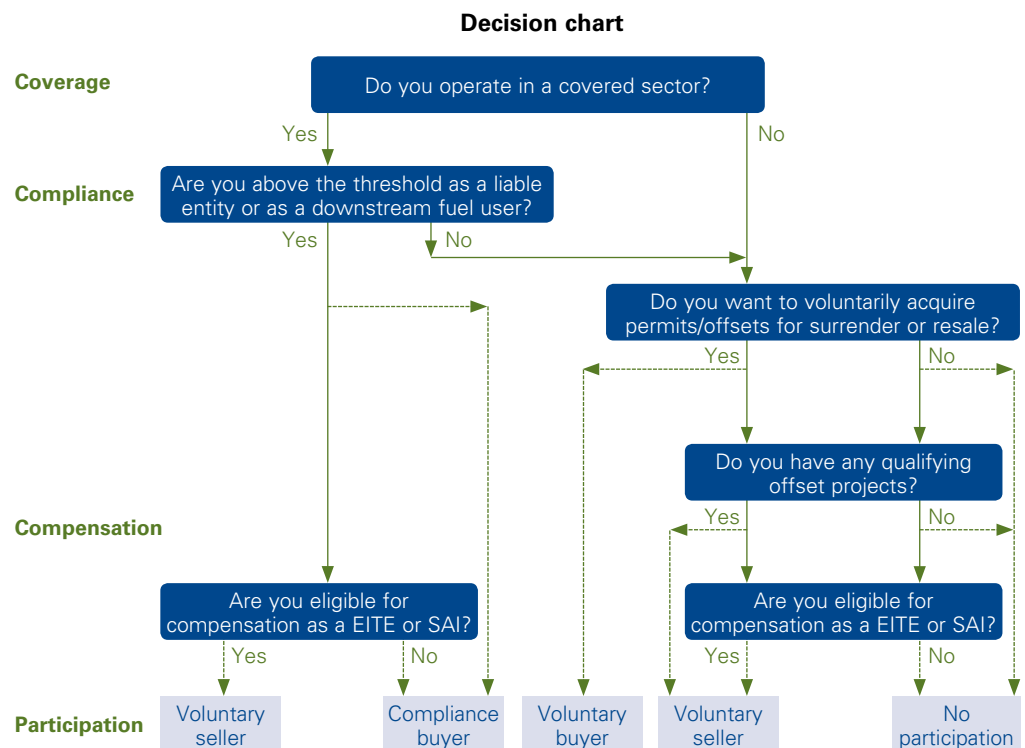 Decision chart
Coverage
Do you operate in a covered sector?
Yes
No
Compliance
Are you above the threshold as a liable
entity or as a downstream fuel user?
Yes
No
Do you want to voluntarily acquire
permits/offsets for surrender or resale?
Yes
No
Do you have any qualifying
offset projects?
Compensation
Yes
No
Are you eligible for
compensation as a EITE or SAI?
Are you eligible for
compensation as a EITE or SAI?
Yes
No
Yes
No
Participation
Voluntary
seller
Compliance
buyer
Voluntary
buyer
Voluntary
seller
No
participation